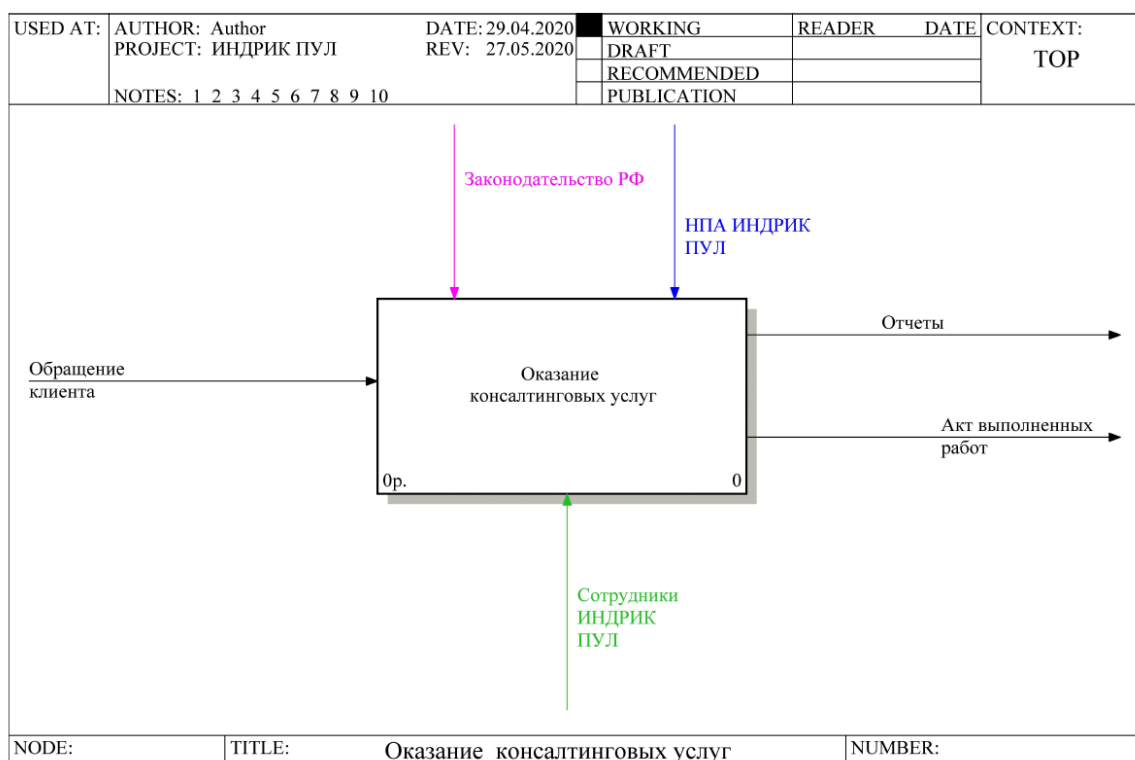 USED AT:
AUTHOR: Author
DATE: 29.04.2020
PROJECT: ИНДРИК ПУЛ
REV: 27.05.2020
NOTES: 1 2 3 4 5 6 7 8 9 10
WORKING
DRAFT
RECOMMENDED
PUBLICATION
READER DATE
CONTEXT:
TOP
Законодательство РФ
НПА ИНДРИК
ПУЛ
Обращение
клиента
Оказание
консалтинговых услуг
0р.
0
Отчеты
Акт выполненных
работ
Сотрудники
ИНДРИК
ПУЛ
NODE:
TITLE:
Оказание консалтинговых услуг
NUMBER: